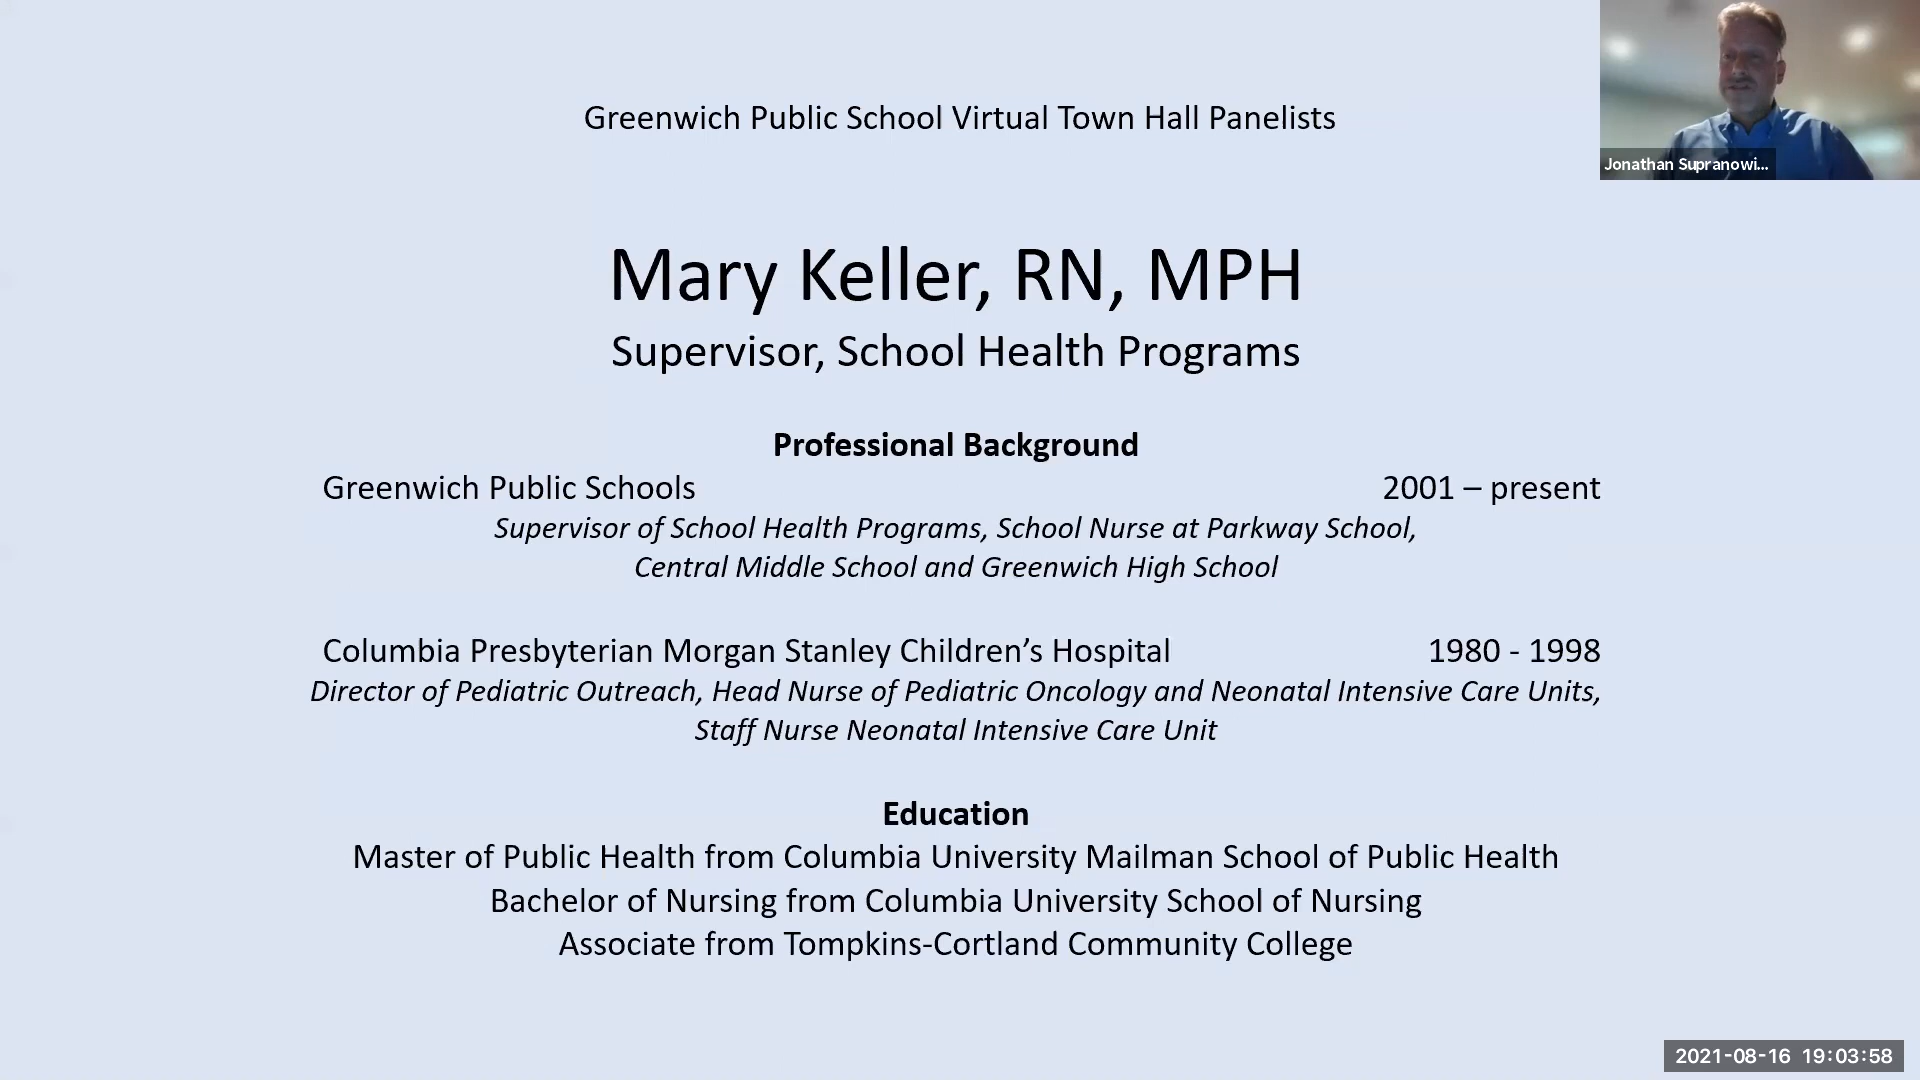 Greenwich Public School Virtual Town Hall Panelists
Jonathan Supranowi...
Mary Keller, RN, MPH
Supervisor, School Health Programs
Professional Background
Greenwich Public Schools 2001 – present
Supervisor of School Health Programs, School Nurse at Parkway School,
Central Middle School and Greenwich High School
Columbia Presbyterian Morgan Stanley Children’s Hospital 1980 - 1998
Director of Pediatric Outreach, Head Nurse of Pediatric Oncology and Neonatal Intensive Care Units,
Staff Nurse Neonatal Intensive Care Unit
Education
Master of Public Health from Columbia University Mailman School of Public Health
Bachelor of Nursing from Columbia University School of Nursing
Associate from Tompkins-Cortland Community College
2021-08-16 19:03:58